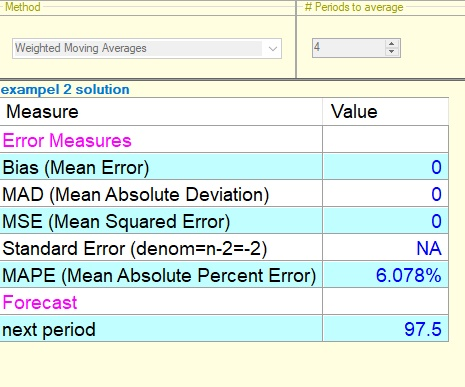 Method
# Periods to average
Weighted Moving Averages
4
exampel 2 solution
Measure Value
Error Measures
Bias (Mean Error) 0
MAD (Mean Absolute Deviation) 0
MSE (Mean Squared Error) 0
Standard Error (denom=n-2=-2) NA
MAPE (Mean Absolute Percent Error) 6.078%
Forecast
next period 97.5